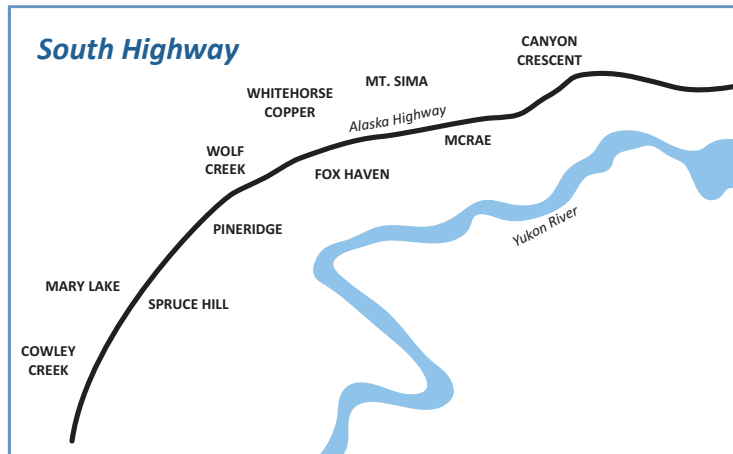 South Highway
CANYON
CRESCENT
MT. SIMA
WHITEHORSE
COPPER
Alaska Highway
MCRAE
WOLF
CREEK
FOX HAVEN
PINERIDGE
Yukon River
MARY LAKE
SPRUCE HILL
COWLEY
CREEK